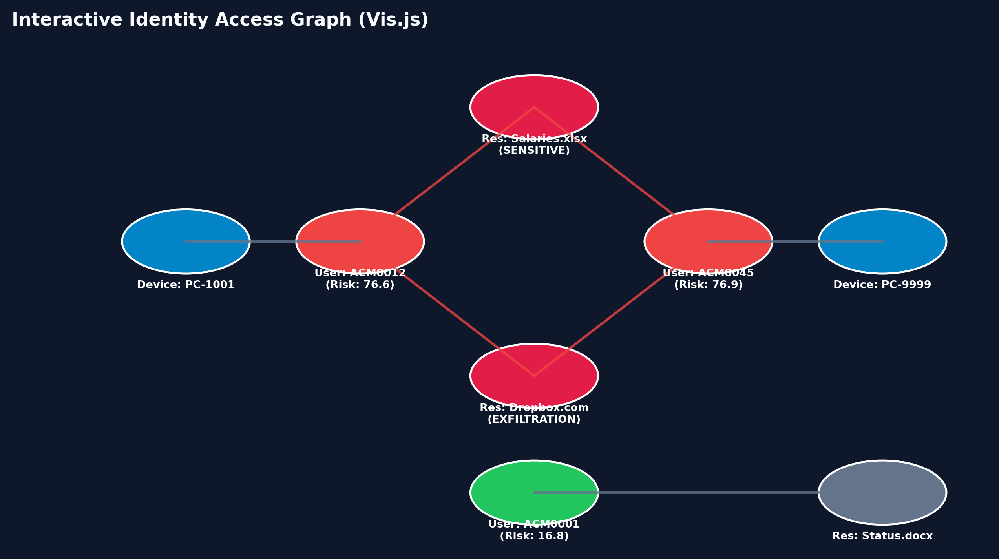 Interactive Identity Access Graph (Vis.js)
Res: Salaries.xlsx
(SENSITIVE)
Device: PC-1001
User: ACM0012
(Risk: 76.6)
User: ACM0045
(Risk: 76.9)
Device: PC-9999
Res: Dropbox.com
(EXFILTRATION)
User: ACM0001
(Risk: 16.8)
Res: Status.docx